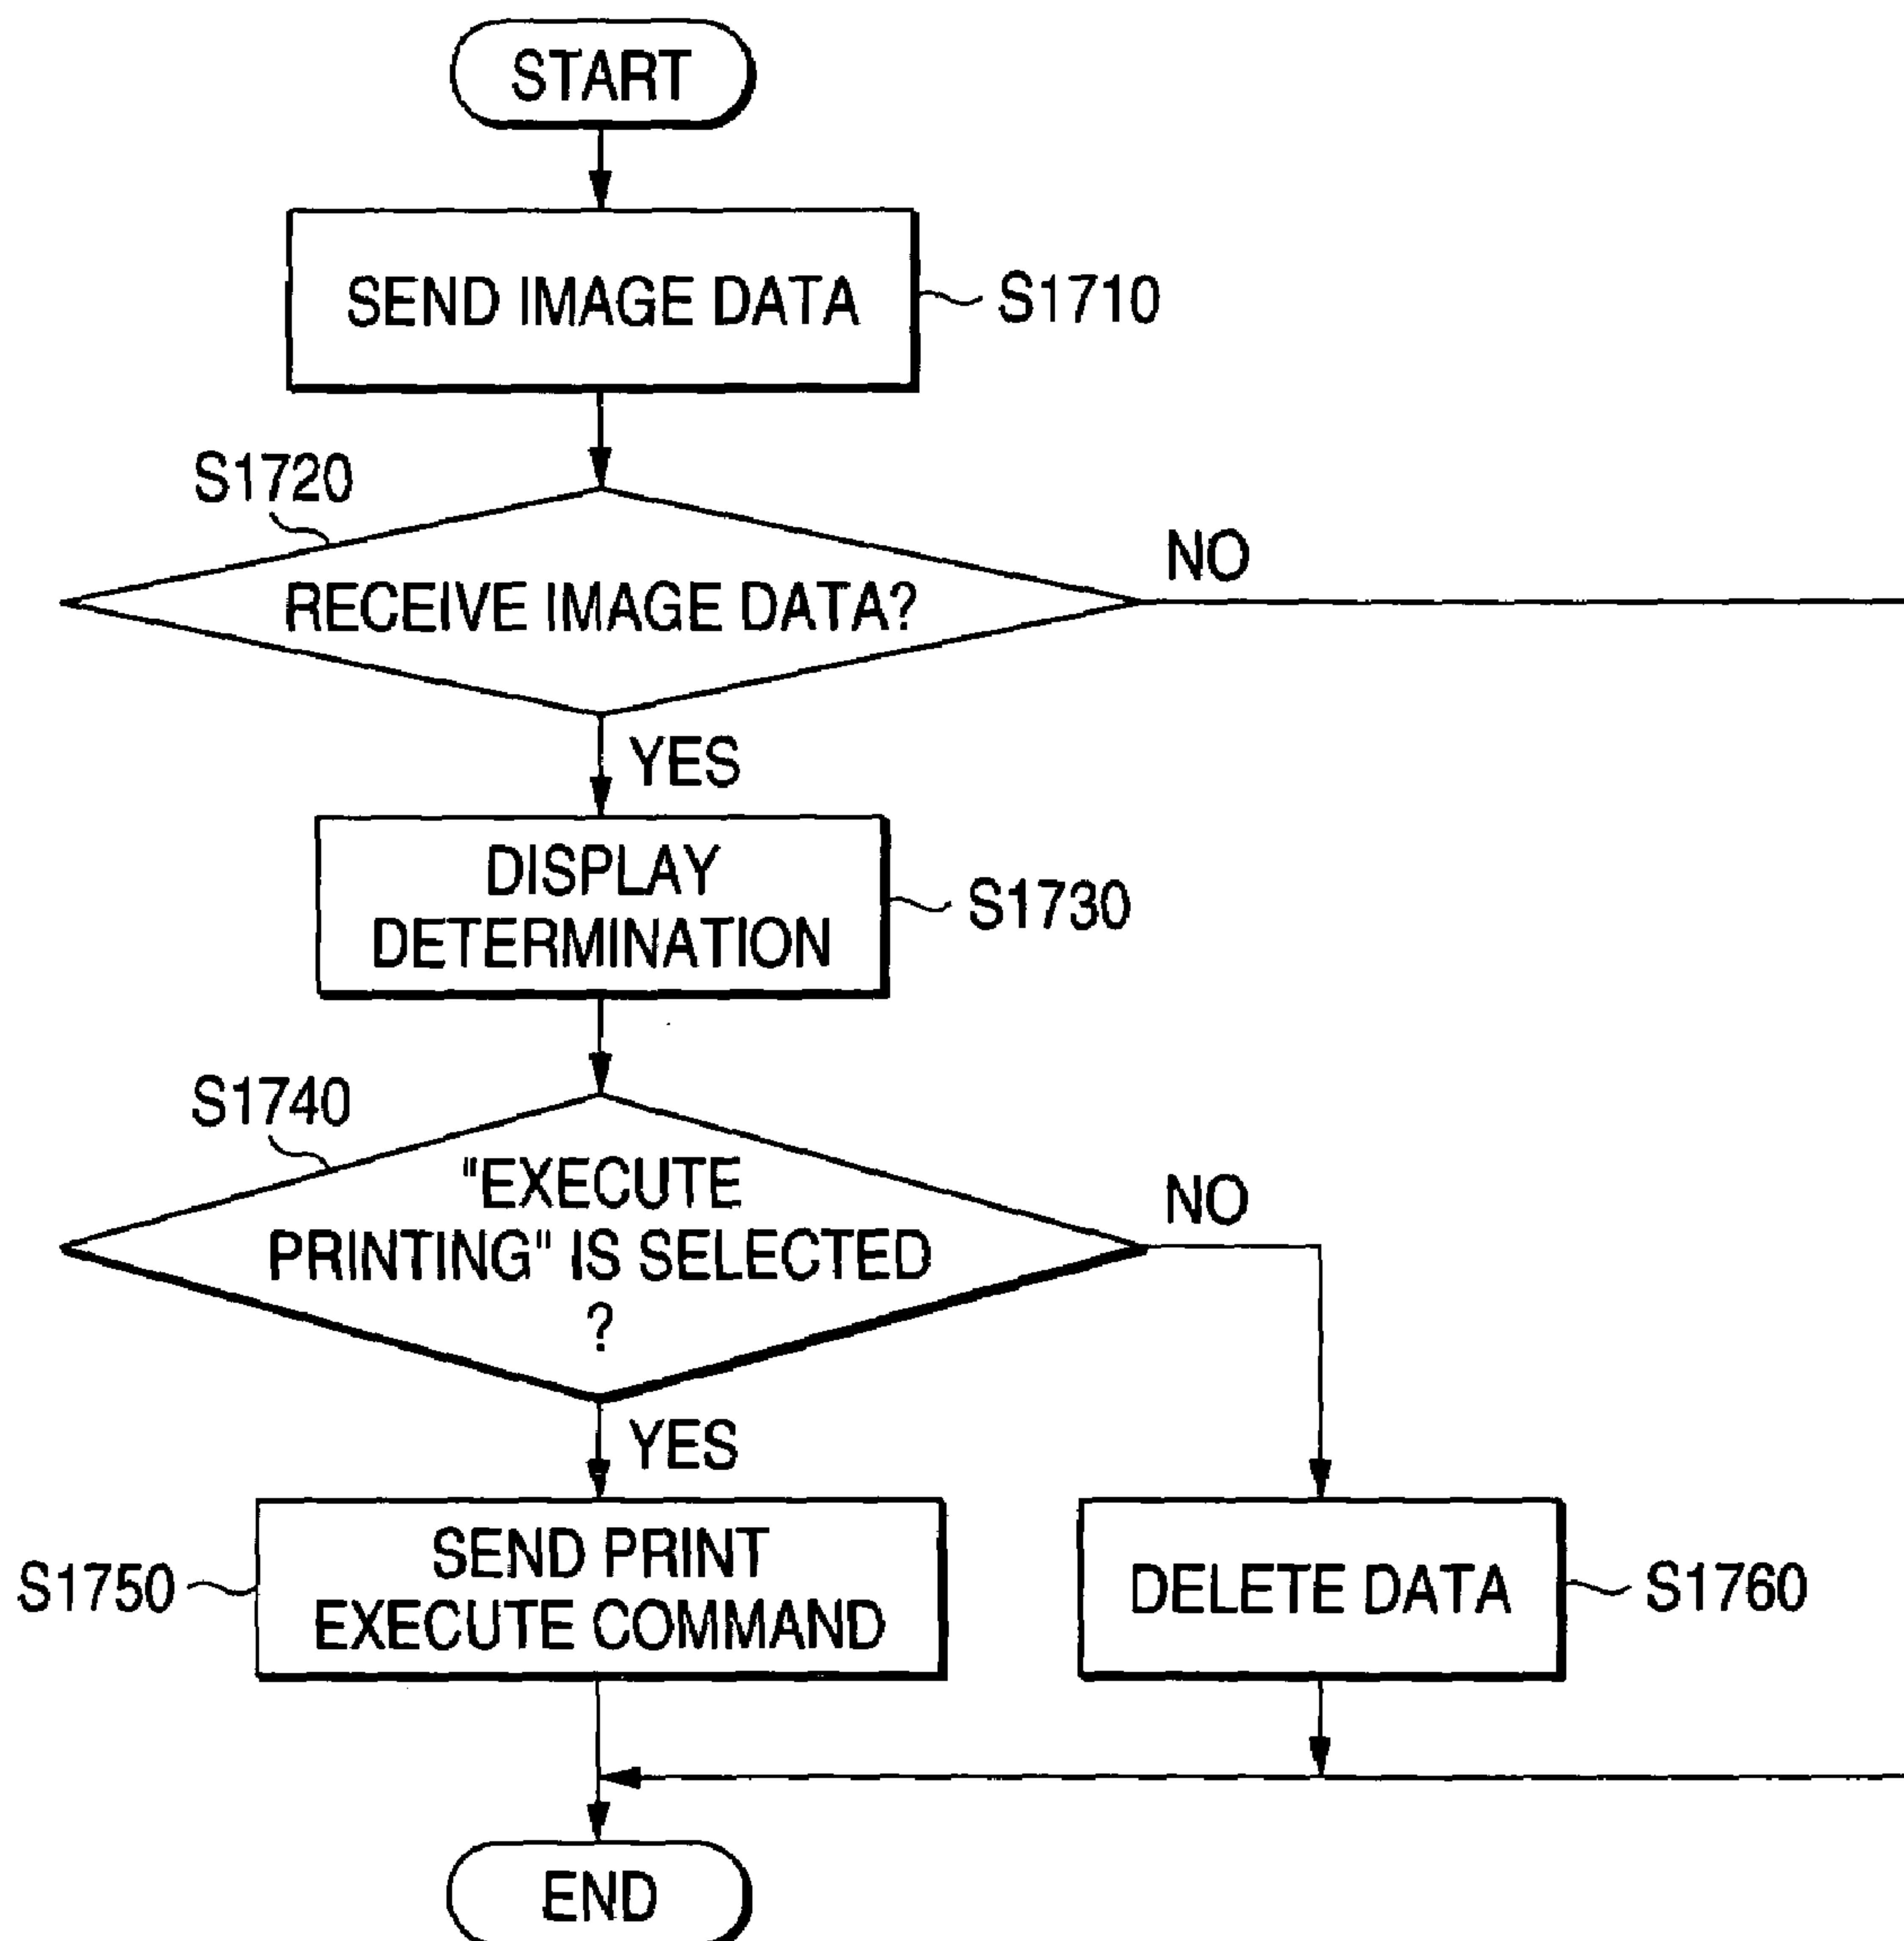 START
SEND IMAGE DATA
S1710
S1720
RECEIVE IMAGE DATA?
NO
YES
DISPLAY
DETERMINATION
S1730
S1740
"EXECUTE
PRINTING" IS SELECTED
?
NO
YES
S1750
SEND PRINT
EXECUTE COMMAND
DELETE DATA
S1760
END